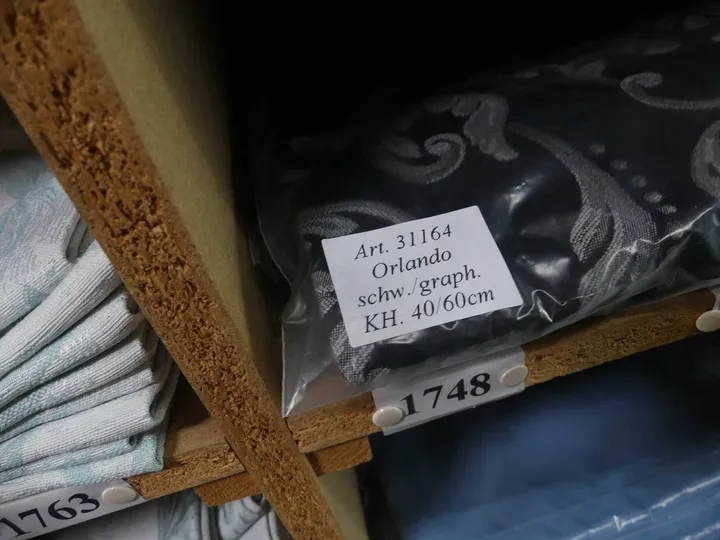 Art. 31164
Orlando
schw./graph.
KH. 40/60cm
1748
1763